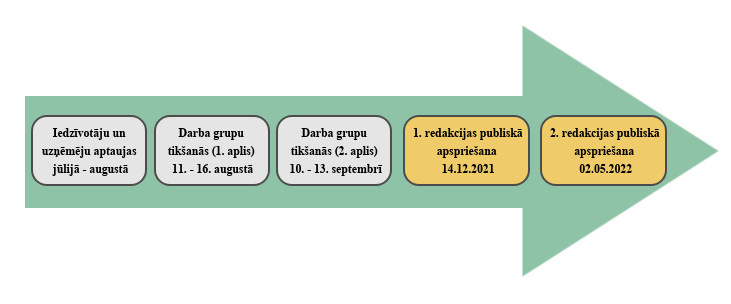 Iedzīvotāju un
uzņēmēju aptaujas
jūlijā - augustā
Darba grupu
tikšanās (1. aplis)
11. - 16. augustā
Darba grupu
tikšanās (2. aplis)
10. - 13. septembrī
1. redakcijas publiskā
apspriešana
14.12.2021
2. redakcijas publiskā
apspriešana
02.05.2022